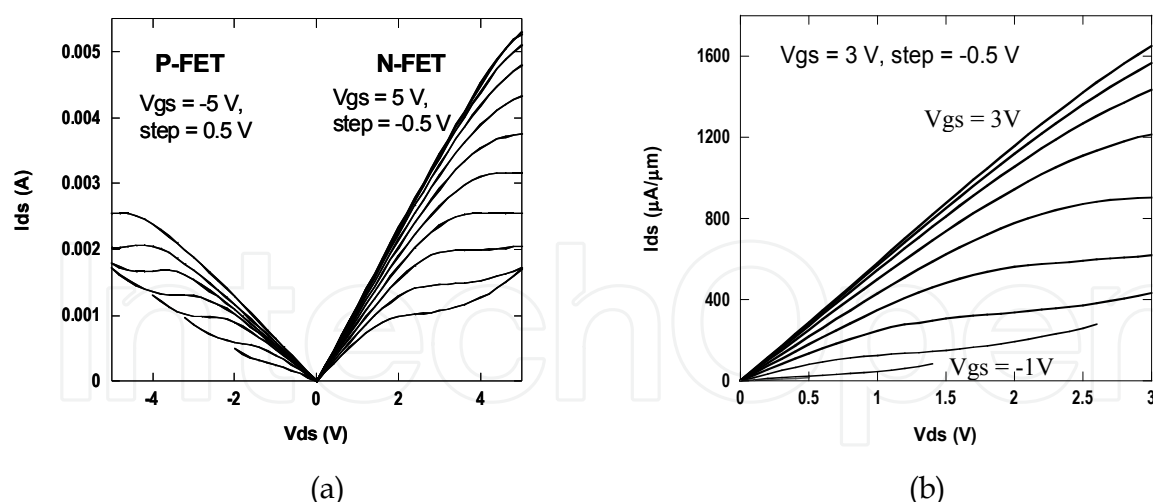 0.005
0.004
0.003
0.002
0.001
0
Ids (A)
P-FET
Vgs = -5 V,
step = 0.5 V
N-FET
Vgs = 5 V,
step = -0.5 V
-4
-2
0
2
4
Vds (V)
(a)
1600
1200
800
400
0
Ids (μA/μm)
Vgs = 3 V, step = -0.5 V
Vgs = 3V
Vgs = -1V
0
0.5
1
1.5
2
2.5
3
Vds (V)
(b)
IntechOpen